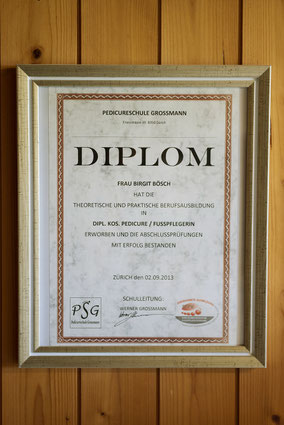 PEDICURESCHULE GROSSMANN
DIPLOM
FRAU BIRGIT BÖSCH
HAT DIE
THEORETISCHE UND PRAKTISCHE BERUFSAUSBILDUNG
IN
DIPL. KOS. PEDICURE / FUSSPFLEGERIN
ERWORBEN UND DIE ABSCHLUSSPRÜFUNGEN
MIT ERFOLG BESTANDEN
ZÜRICH DEN 02.09.2013
SCHULLEITUNG:
WERNER GROSSMANN
PSG